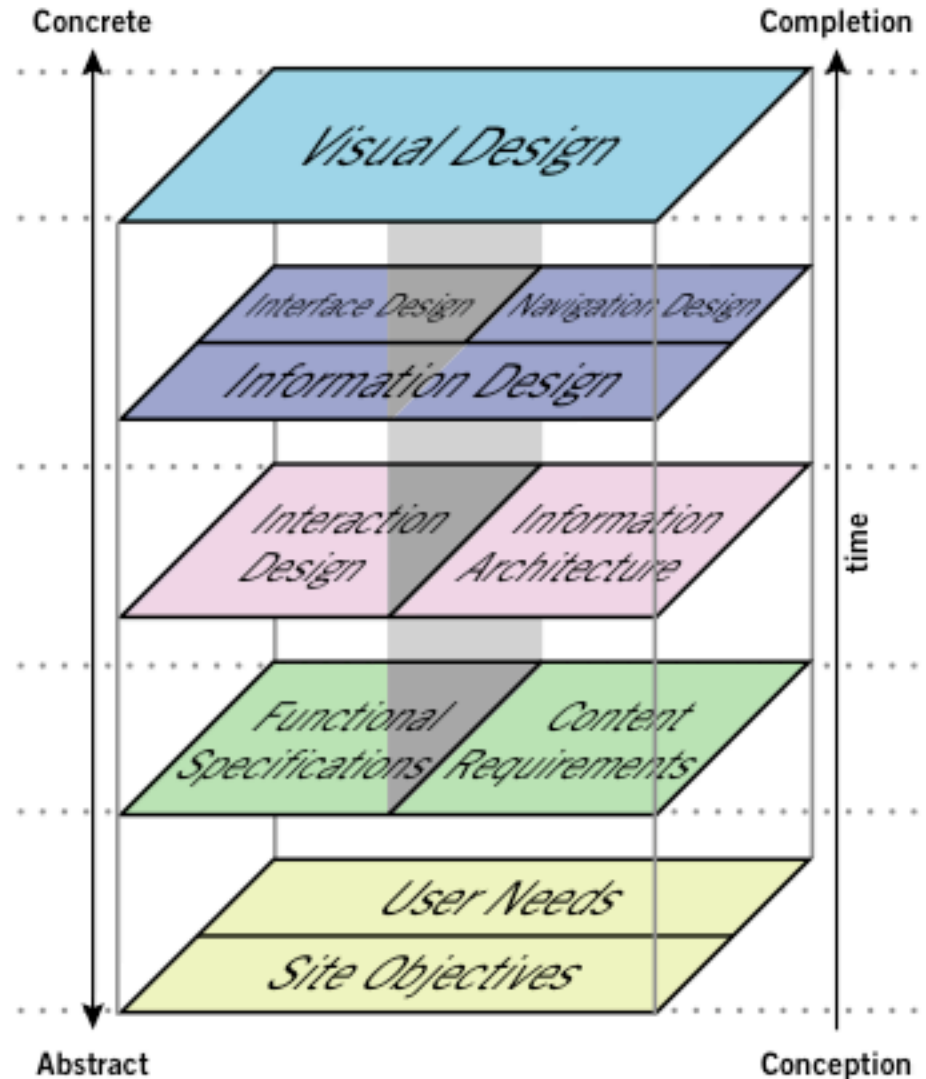 Concrete
Completion
Visual Design
Interface Design
Navigation Design
Information Design
Interaction
Design
Information
Architecture
time
Functional
Specifications
Content
Requirements
User Needs
Site Objectives
Abstract
Conception